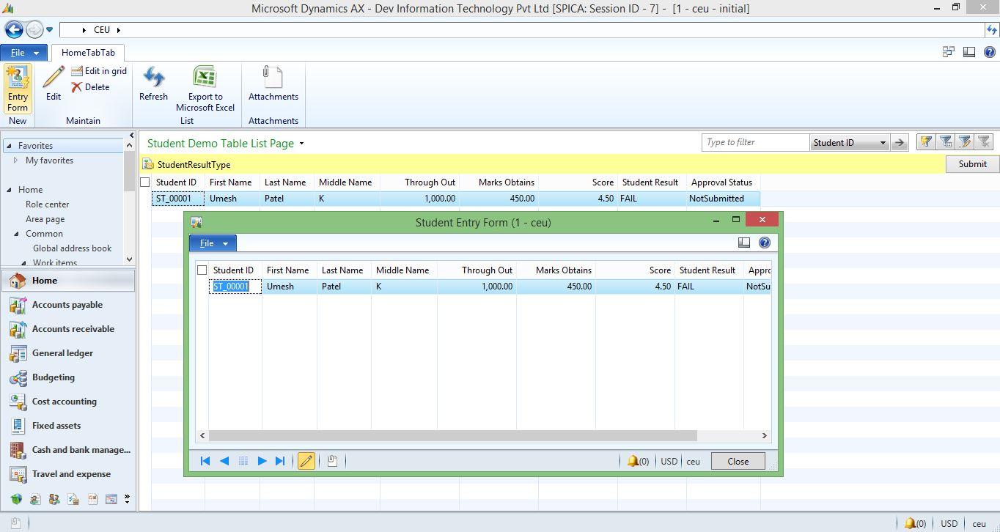 Microsoft Dynamics AX - Dev Information Technology Pvt Ltd [SPICA: Session ID - 7] - [1 - ceu - initial]
CEU
File HomeTabTab
Entry Form
Edit
Edit in grid
Delete
Refresh
Export to Microsoft Excel
Attachments
New Maintain List Attachments
Favorites
My favorites
Home
Role center
Area page
Common
Global address book
Work items
Home
Accounts payable
Accounts receivable
General ledger
Budgeting
Cost accounting
Fixed assets
Cash and bank manage...
Travel and expense
Student Demo Table List Page
Type to filter Student ID
StudentResultType Submit
Student ID First Name Last Name Middle Name Through Out Marks Obtains Score Student Result Approval Status
ST_00001 Umesh Patel K 1,000.00 450.00 4.50 FAIL NotSubmitted
Student Entry Form (1 - ceu)
File
Student ID First Name Last Name Middle Name Through Out Marks Obtains Score Student Result Appro
ST_00001 Umesh Patel K 1,000.00 450.00 4.50 FAIL NotSu
(0) USD ceu Close
(0) USD ceu